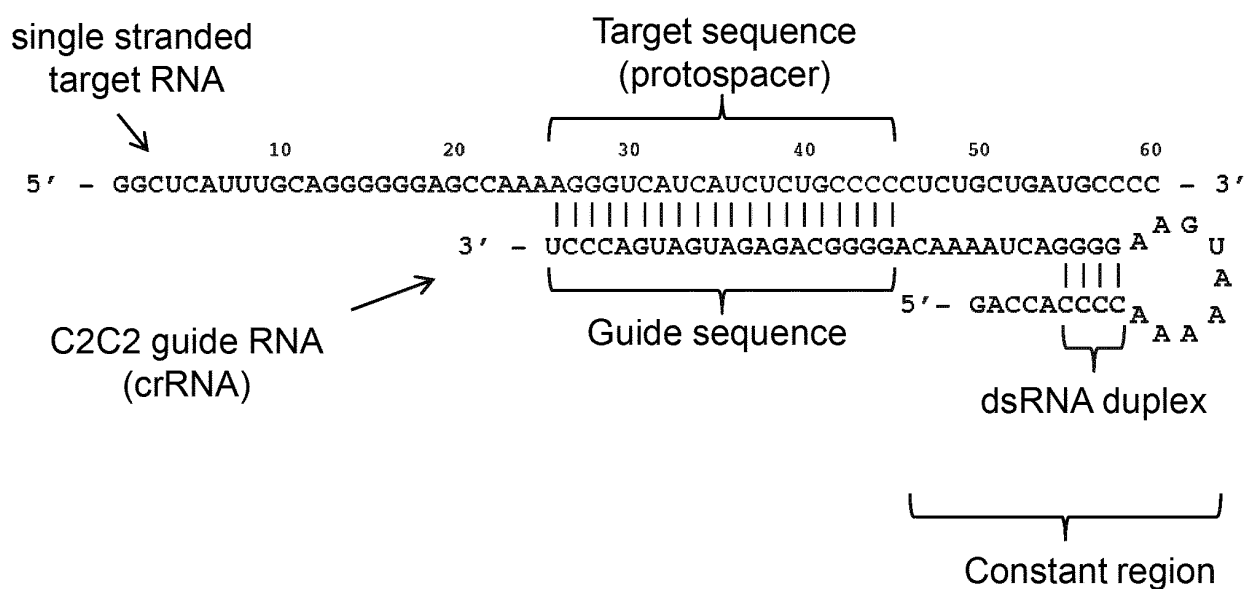 single stranded
target RNA
Target sequence
(protospacer)
10 20 30 40 50 60
5' – GGCUCAUUUGCAGGGGGGAGCCAAAAGGGUCAUCAUCUCUGCCCCCUCUGCUGAUGCCCC – 3'
3' – UCCCAGUAGUAGAGACGGGGACAAAAUCAGGGG
A A G U A A A A A
5'– GACCACCCC
C2C2 guide RNA
(crRNA)
Guide sequence
dsRNA duplex
Constant region